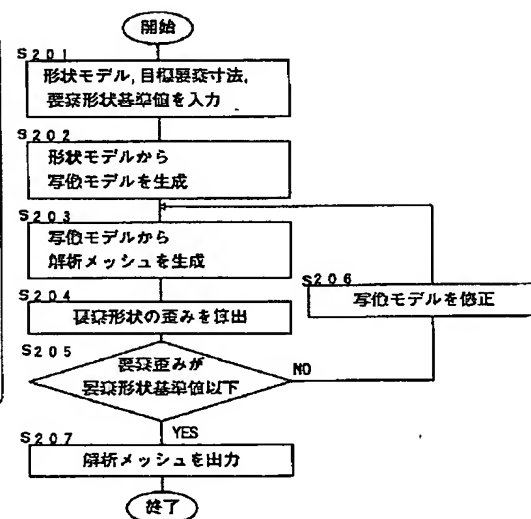 開始
S201
形状モデル,目標要素寸法,
要素形状基準値を入力
S202
形状モデルから
写像モデルを生成
S203
写像モデルから
解析メッシュを生成
S204
要素形状の歪みを算出
S205
要素歪みが
要素形状基準値以下
NO
S206
写像モデルを修正
YES
S207
解析メッシュを出力
終了